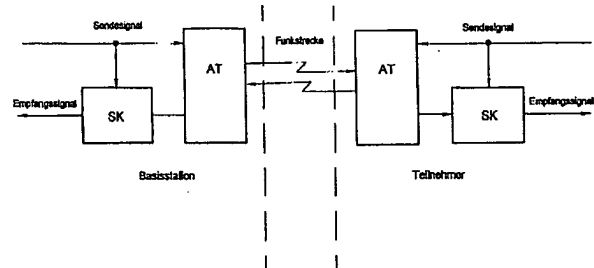 Sendesignal
Funkstrecke
Sendesignal
AT
AT
Empfangssignal
SK
SK
Empfangssignal
Basisstation
Teilnehmer